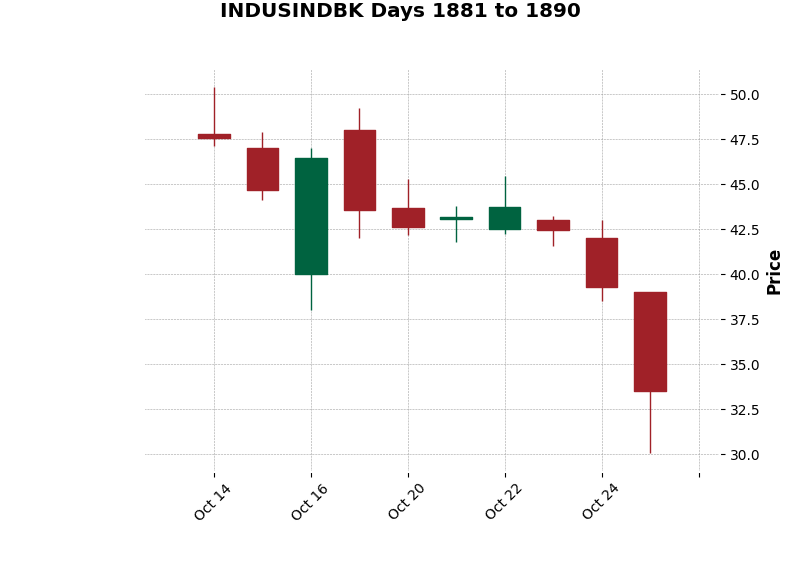 INDUSINDBK Days 1881 to 1890
50.0
47.5
45.0
42.5
40.0
37.5
35.0
32.5
30.0
Price
Oct 14
Oct 16
Oct 20
Oct 22
Oct 24